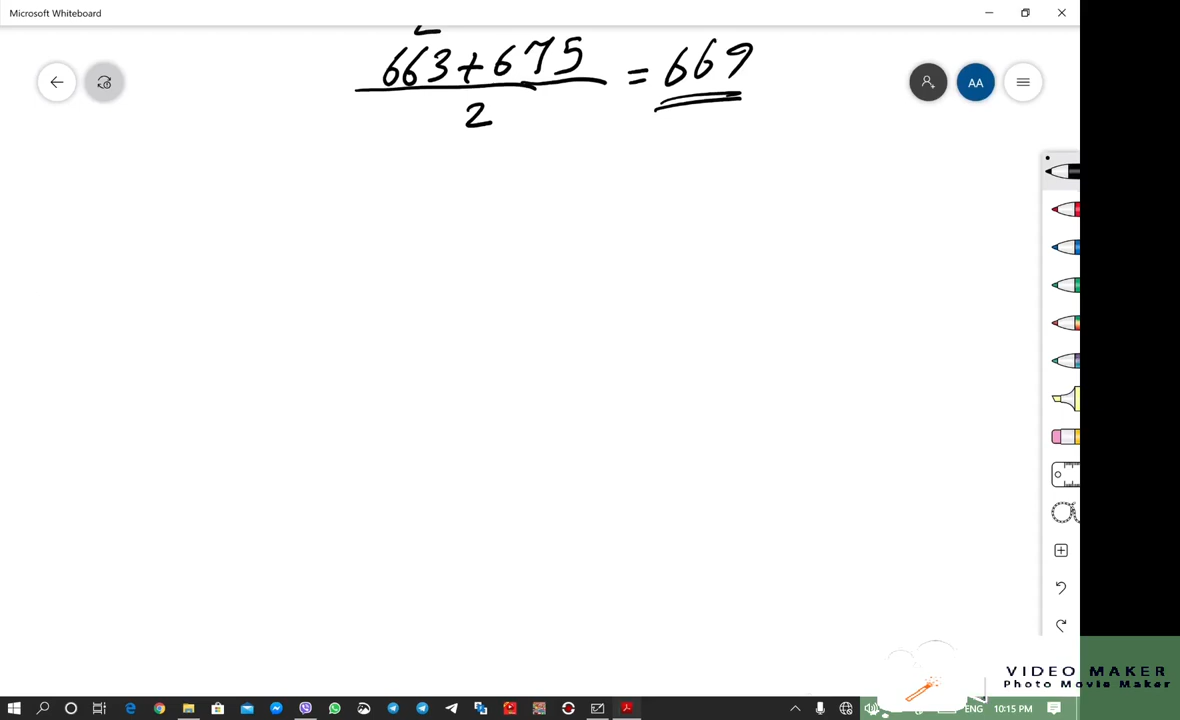 Microsoft Whiteboard
663+675
2
= 669
AA
VIDEO MAKER
Photo Movie Maker
ENG
10:15 PM